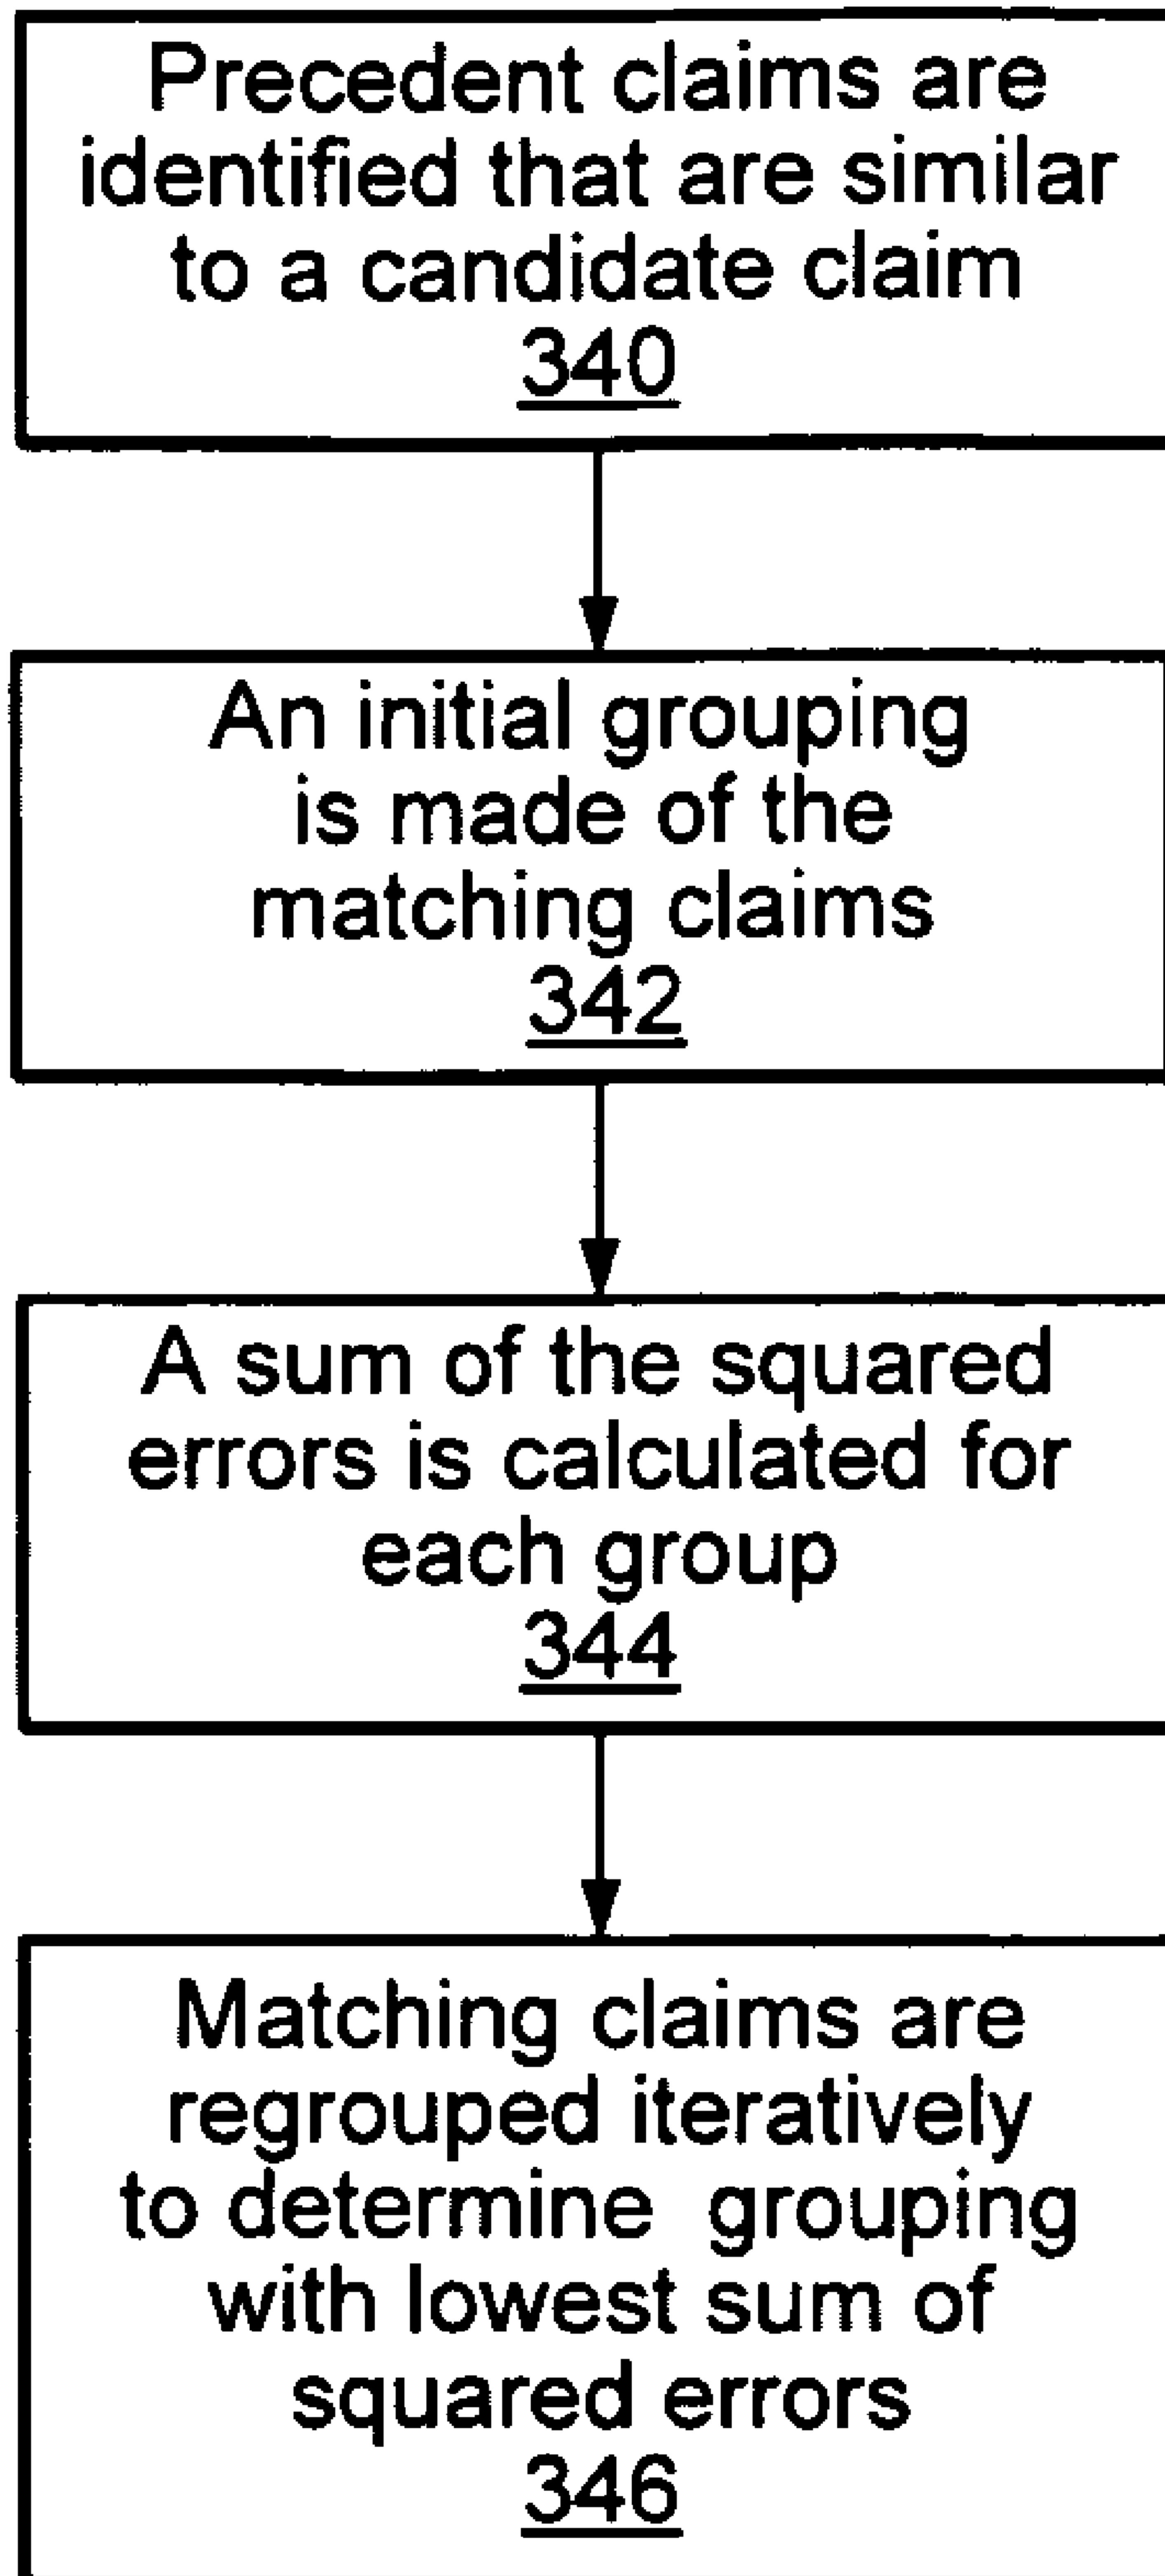 Precedent claims are
identified that are similar
to a candidate claim
340
An initial grouping
is made of the
matching claims
342
A sum of the squared
errors is calculated for
each group
344
Matching claims are
regrouped iteratively
to determine grouping
with lowest sum of
squared errors
346